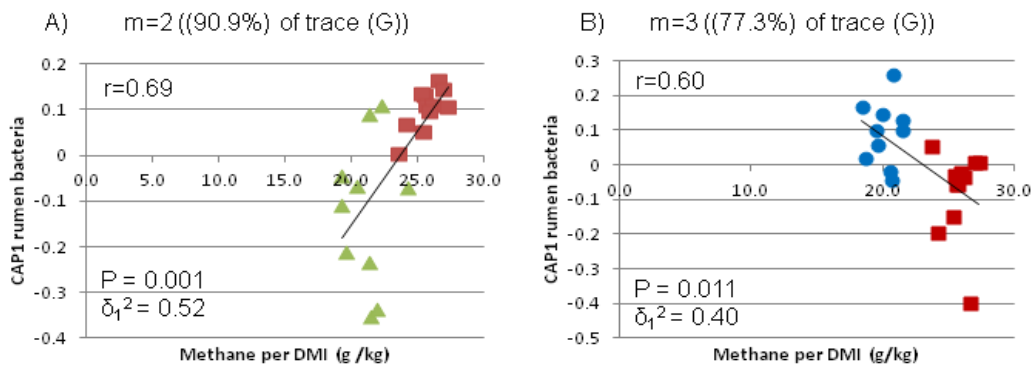 A) m=2 ((90.9%) of trace (G))
0.2
0.1
0
-0.1
-0.2
-0.3
-0.4
0.0 5.0 10.0 15.0 20.0 25.0 30.0
r=0.69
P = 0.001
δ₁² = 0.52
CAP1 rumen bacteria
Methane per DMI (g /kg)
B) m=3 ((77.3%) of trace (G))
0.3
0.2
0.1
0
-0.1
-0.2
-0.3
-0.4
-0.5
0.0 10.0 20.0 30.0
r=0.60
P = 0.011
δ₁² = 0.40
CAP1 rumen bacteria
Methane per DMI (g/kg)